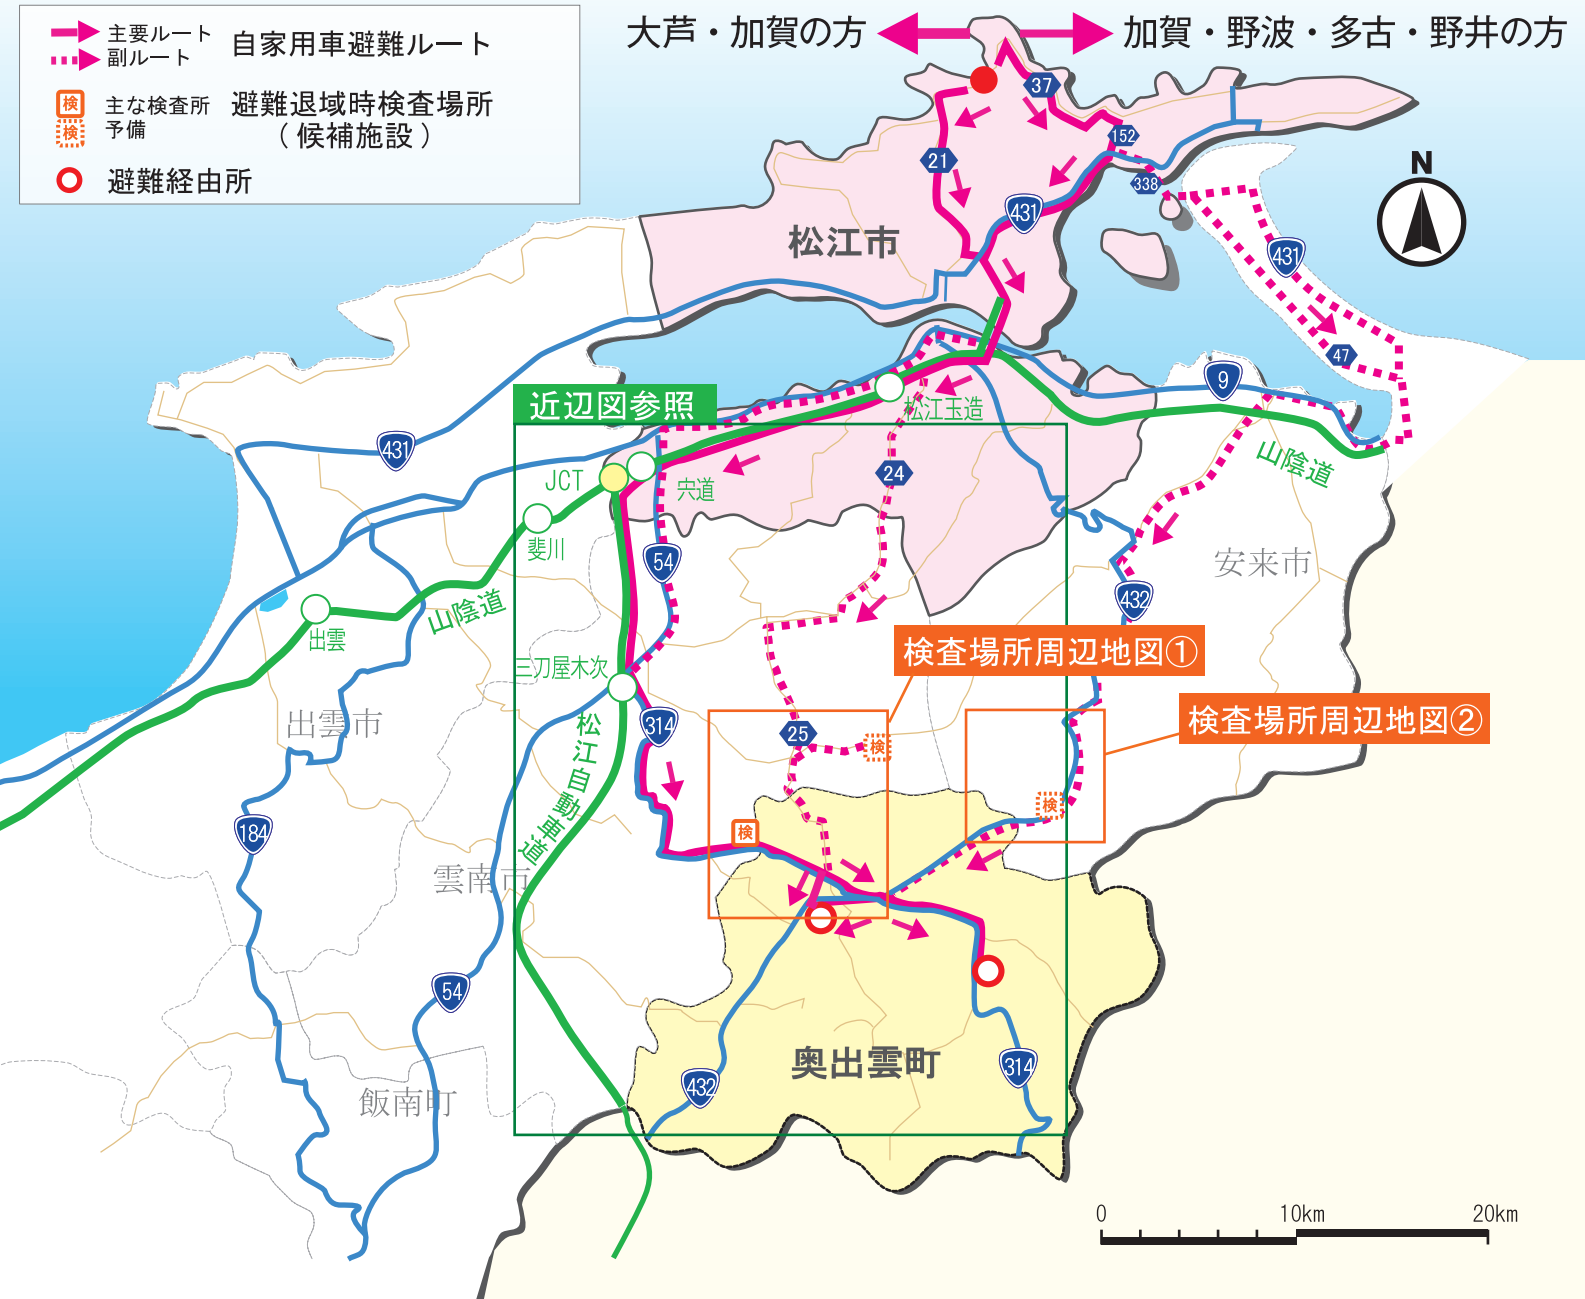 主要ルート
副ルート
自家用車避難ルート
検
検
主な検査所
予備
避難退域時検査場所
(候補施設)
避難経由所
大芦・加賀の方
加賀・野波・多古・野井の方
37
152
21
338
431
N
松江市
431
47
9
近辺図参照
松江玉造
431
山陰道
JCT
宍道
24
斐川
54
安来市
432
山陰道
出雲
検査場所周辺地図①
三刀屋木次
出雲市
検査場所周辺地図②
314
松江自動車道
25
検
検
184
検
雲南市
54
奥出雲町
314
432
飯南町
0
10km
20km